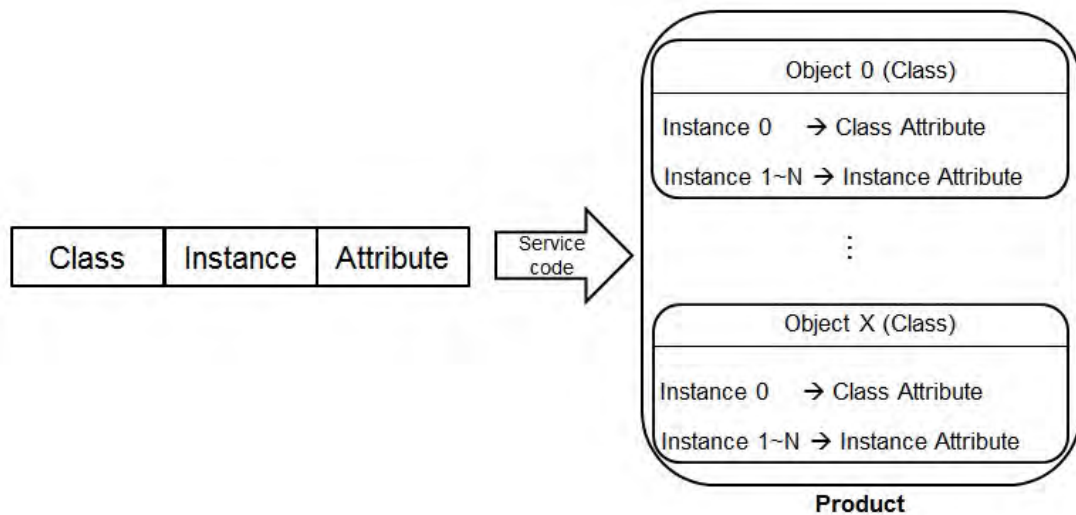 Class Instance Attribute
Service
code
Object 0 (Class)
Instance 0 → Class Attribute
Instance 1~N → Instance Attribute
⋮
Object X (Class)
Instance 0 → Class Attribute
Instance 1~N → Instance Attribute
Product